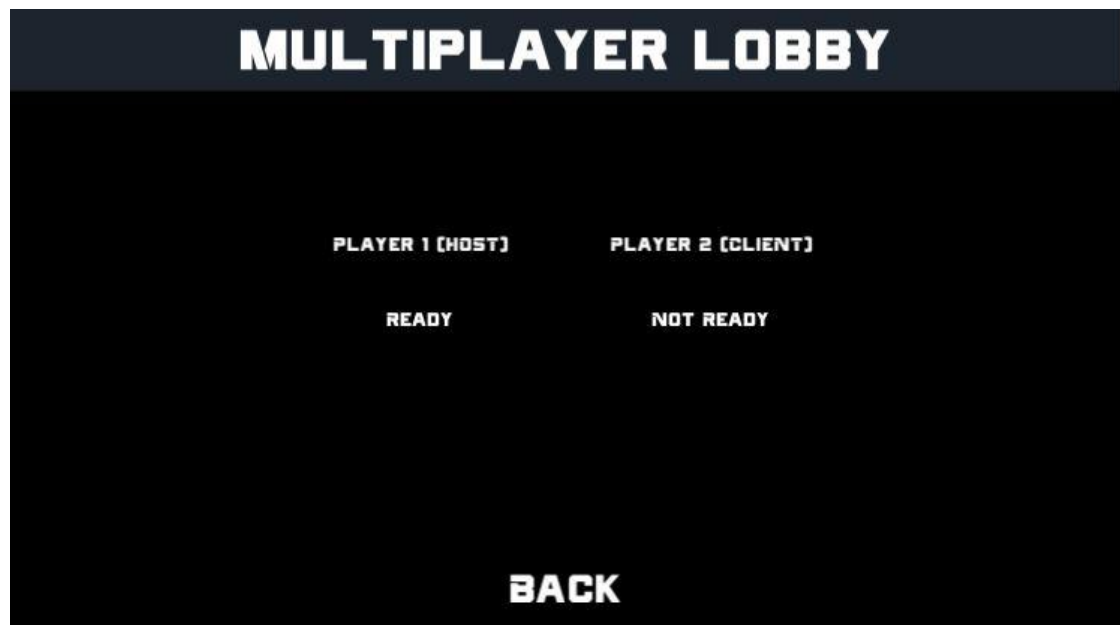 MULTIPLAYER LOBBY
PLAYER 1 (HOST) PLAYER 2 (CLIENT)
READY NOT READY
BACK